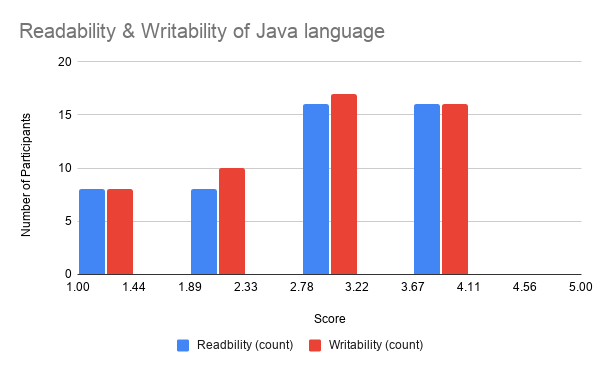 Readability & Writability of Java language
Number of Participants
20
15
10
5
0
1.00 1.44 1.89 2.33 2.78 3.22 3.67 4.11 4.56 5.00
Score
Readbility (count) Writability (count)